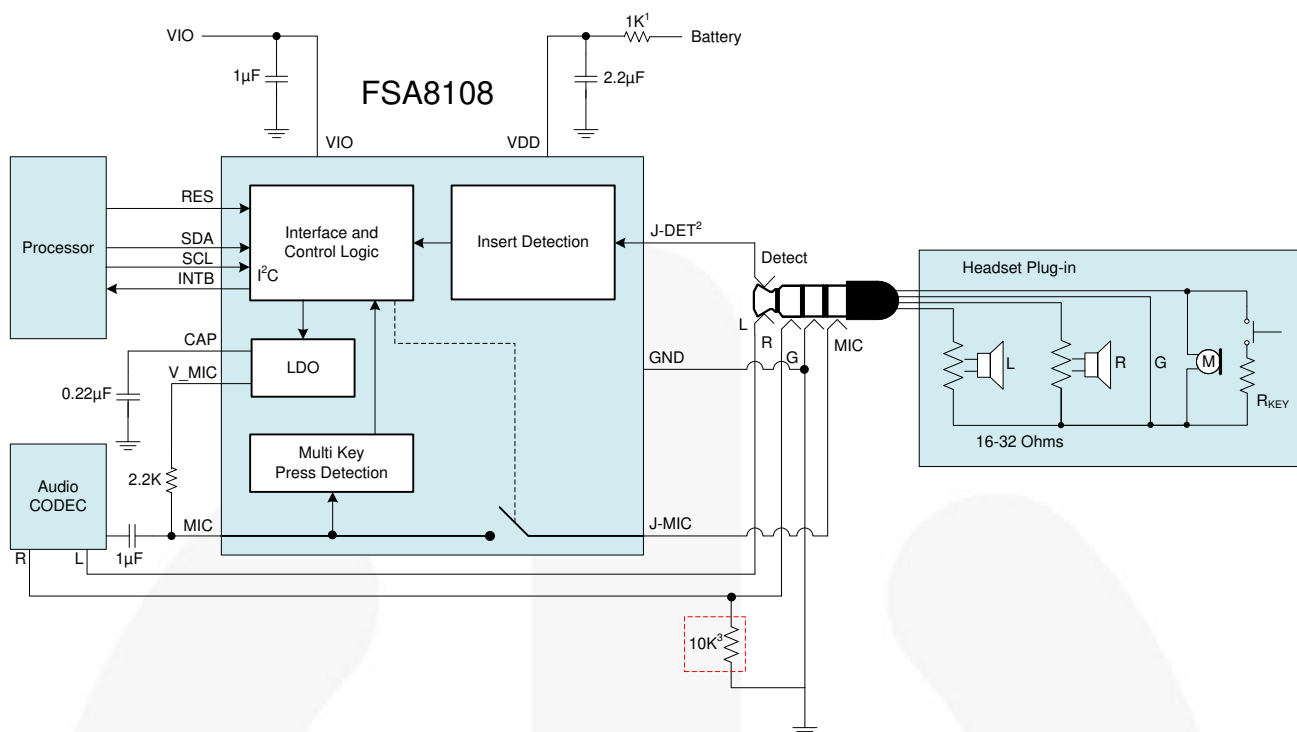 VIO
1K¹
Battery
1µF
2.2µF
FSA8108
VIO
VDD
Processor
RES
SDA
SCL
INTB
Interface and
Control Logic
I²C
Insert Detection
J-DET²
Detect
Headset Plug-in
L
R
G
MIC
L
R
G
M
R_KEY
16-32 Ohms
CAP
V_MIC
LDO
GND
0.22µF
Multi Key
Press Detection
2.2K
Audio
CODEC
MIC
J-MIC
1µF
R
L
10K³